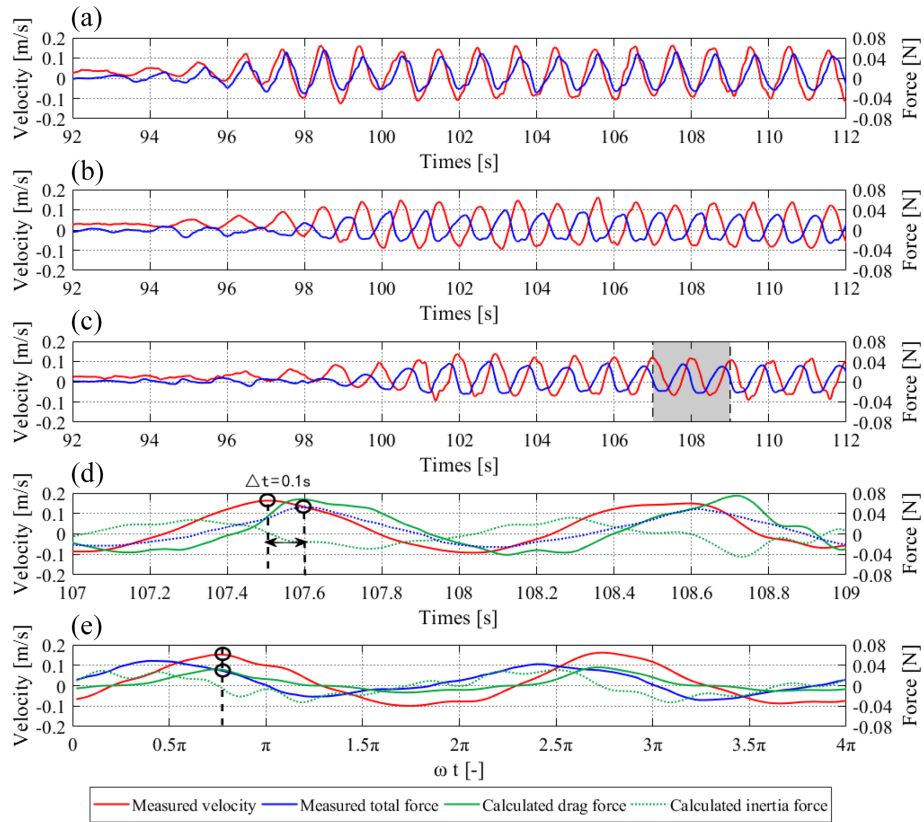 (a)
Velocity [m/s]
0.2
0.1
0
-0.1
0.2
0.08
0.04
0
-0.04
-0.08
Force [N]
92 94 96 98 100 102 104 106 108 110 112
Times [s]
(b)
Velocity [m/s]
0.2
0.1
0
-0.1
-0.2
0.08
0.04
0
-0.04
-0.08
Force [N]
92 94 96 98 100 102 104 106 108 110 112
Times [s]
(c)
Velocity [m/s]
0.2
0.1
0
-0.1
-0.2
0.08
0.04
0
-0.04
-0.08
Force [N]
92 94 96 98 100 102 104 106 108 110 112
Times [s]
(d)
△t=0.1s
Velocity [m/s]
0.2
0.1
0
-0.1
-0.2
0.08
0.04
0
-0.04
-0.08
Force [N]
107 107.2 107.4 107.6 107.8 108 108.2 108.4 108.6 108.8 109
Times [s]
(e)
Velocity [m/s]
0.2
0.1
0
-0.1
-0.2
0.08
0.04
0
-0.04
-0.08
Force [N]
0 0.5π π 1.5π 2π 2.5π 3π 3.5π 4π
ω t [-]
Measured velocity Measured total force Calculated drag force Calculated inertia force